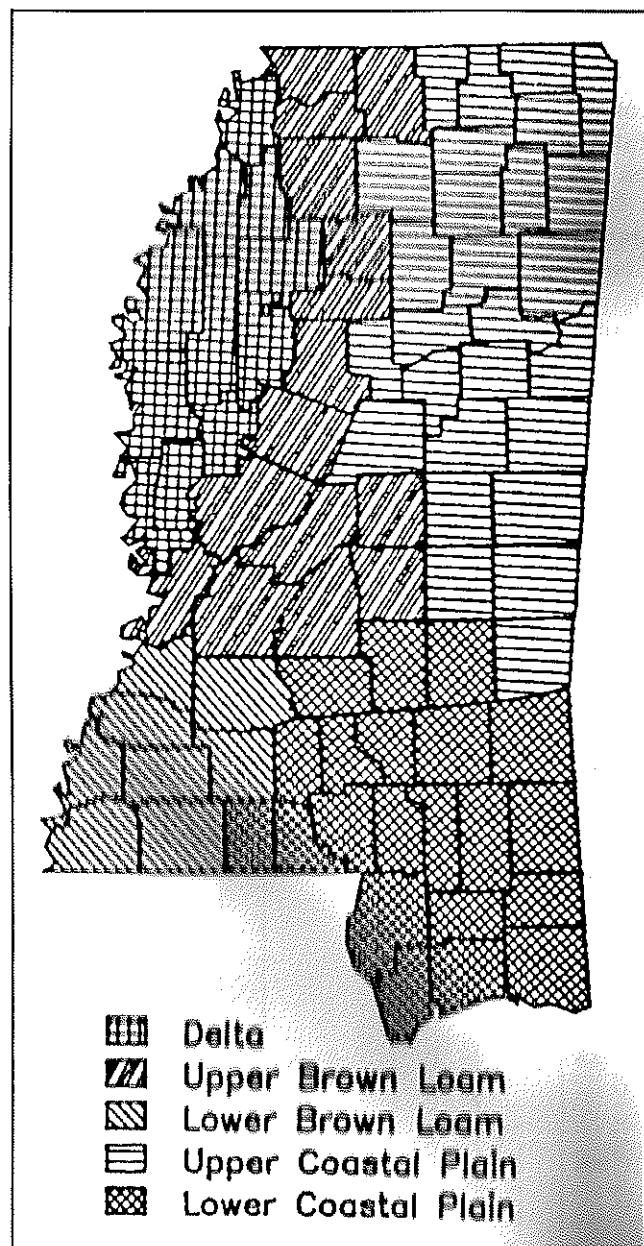 Delta
Upper Brown Loam
Lower Brown Loam
Upper Coastal Plain
Lower Coastal Plain